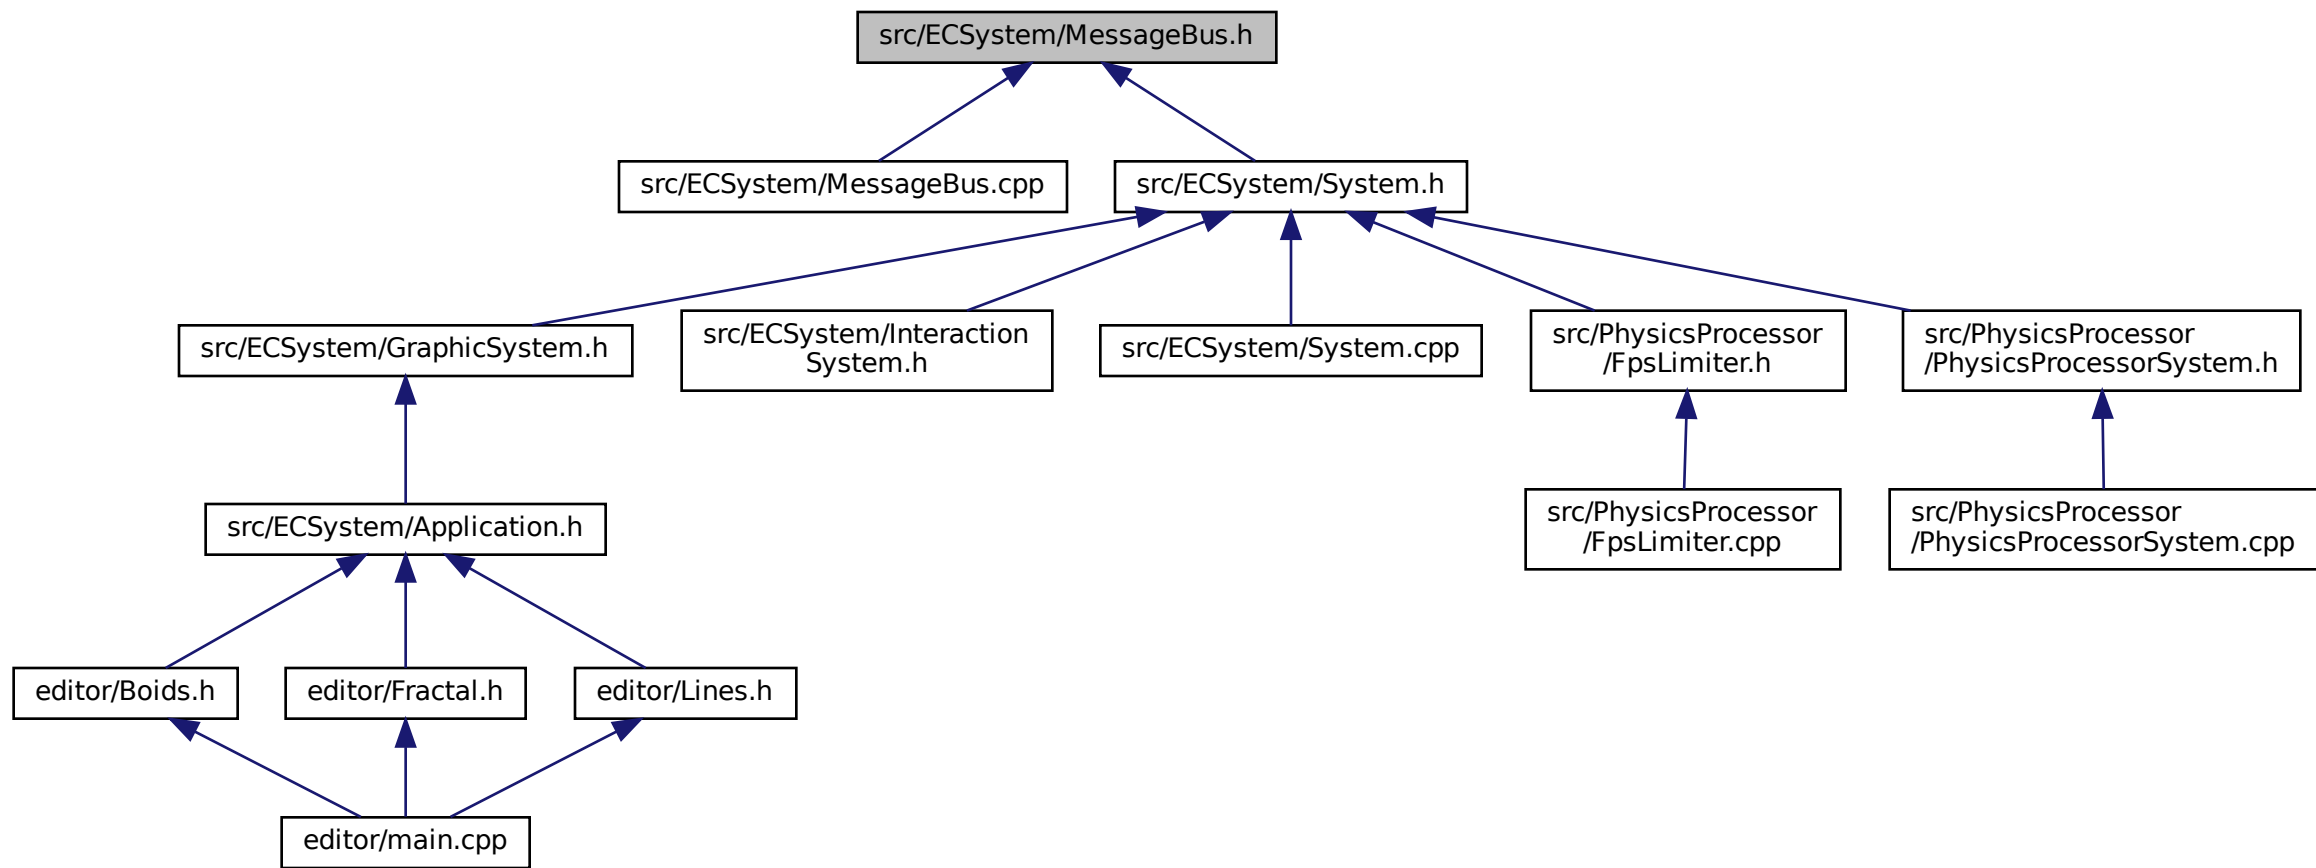 src/ECSystem/MessageBus.h
src/ECSystem/MessageBus.cpp
src/ECSystem/System.h
src/ECSystem/GraphicSystem.h
src/ECSystem/Interaction
System.h
src/ECSystem/System.cpp
src/PhysicsProcessor
/FpsLimiter.h
src/PhysicsProcessor
/PhysicsProcessorSystem.h
src/ECSystem/Application.h
src/PhysicsProcessor
/FpsLimiter.cpp
src/PhysicsProcessor
/PhysicsProcessorSystem.cpp
editor/Boids.h
editor/Fractal.h
editor/Lines.h
editor/main.cpp